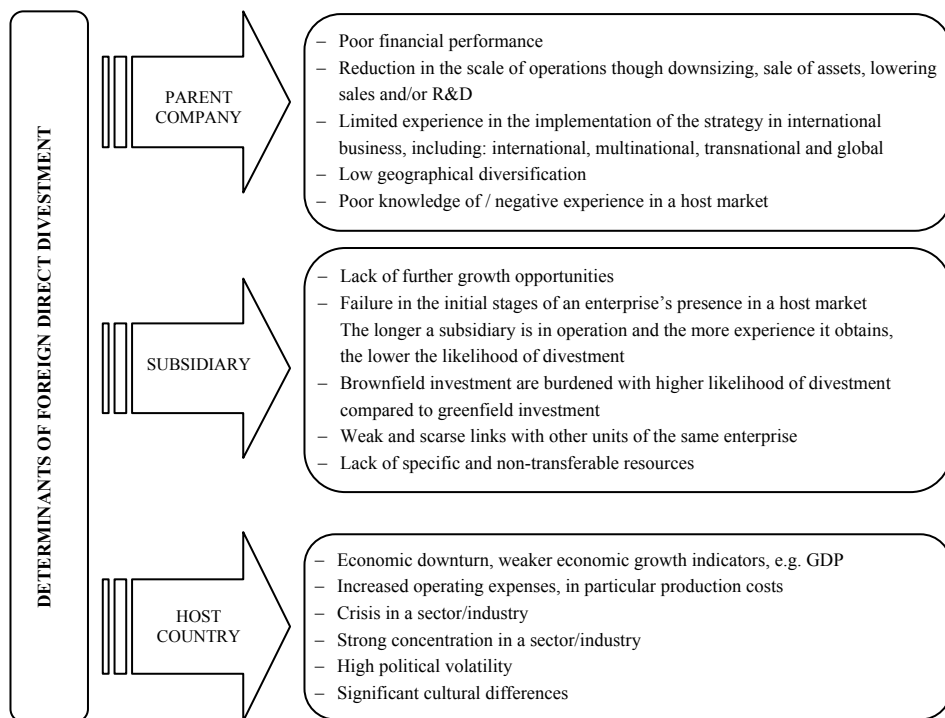 DETERMINANTS OF FOREIGN DIRECT DIVESTMENT
PARENT
COMPANY
– Poor financial performance
– Reduction in the scale of operations though downsizing, sale of assets, lowering
sales and/or R&D
– Limited experience in the implementation of the strategy in international
business, including: international, multinational, transnational and global
– Low geographical diversification
– Poor knowledge of / negative experience in a host market
SUBSIDIARY
– Lack of further growth opportunities
– Failure in the initial stages of an enterprise’s presence in a host market
The longer a subsidiary is in operation and the more experience it obtains,
the lower the likelihood of divestment
– Brownfield investment are burdened with higher likelihood of divestment
compared to greenfield investment
– Weak and scarse links with other units of the same enterprise
– Lack of specific and non-transferable resources
HOST
COUNTRY
– Economic downturn, weaker economic growth indicators, e.g. GDP
– Increased operating expenses, in particular production costs
– Crisis in a sector/industry
– Strong concentration in a sector/industry
– High political volatility
– Significant cultural differences